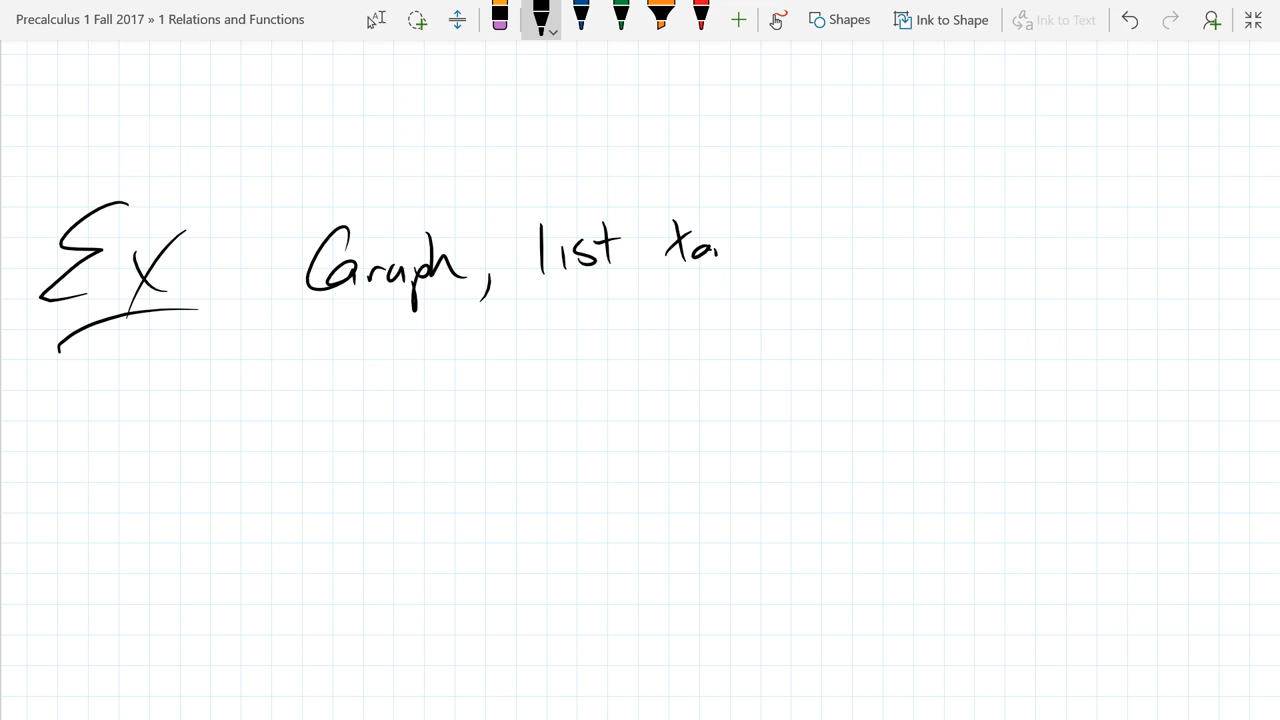 Precalculus 1 Fall 2017 » 1 Relations and Functions
Shapes
Ink to Shape
Ink to Text
Ex Graph, list